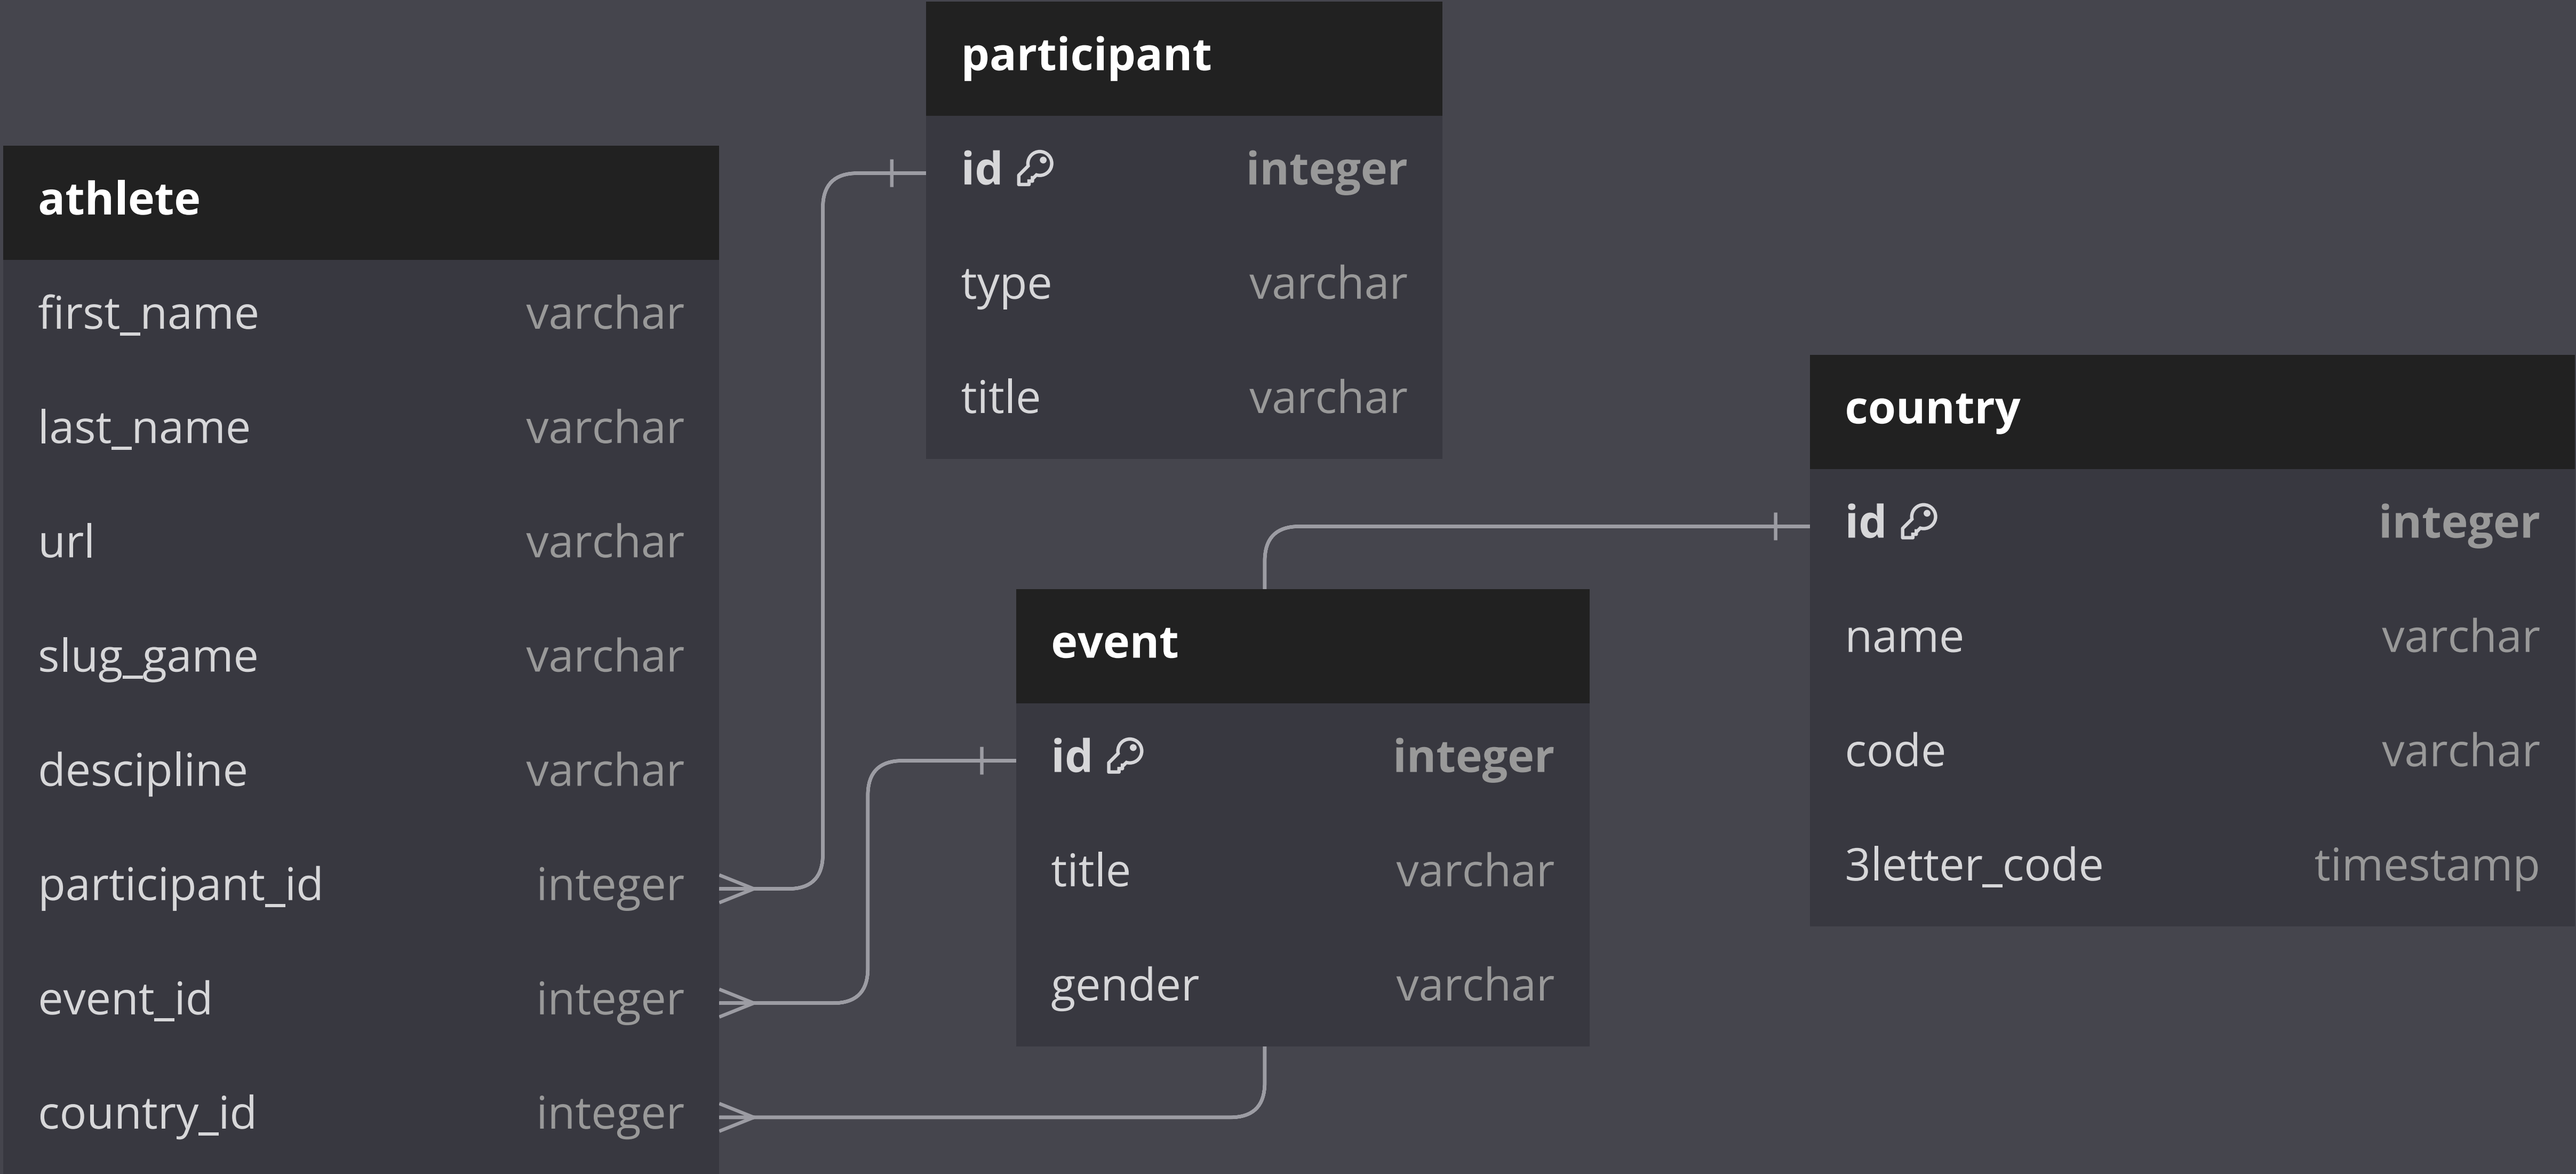 athlete
first_name varchar
last_name varchar
url varchar
slug_game varchar
descipline varchar
participant_id integer
event_id integer
country_id integer
participant
id integer
type varchar
title varchar
event
id integer
title varchar
gender varchar
country
id integer
name varchar
code varchar
3letter_code timestamp